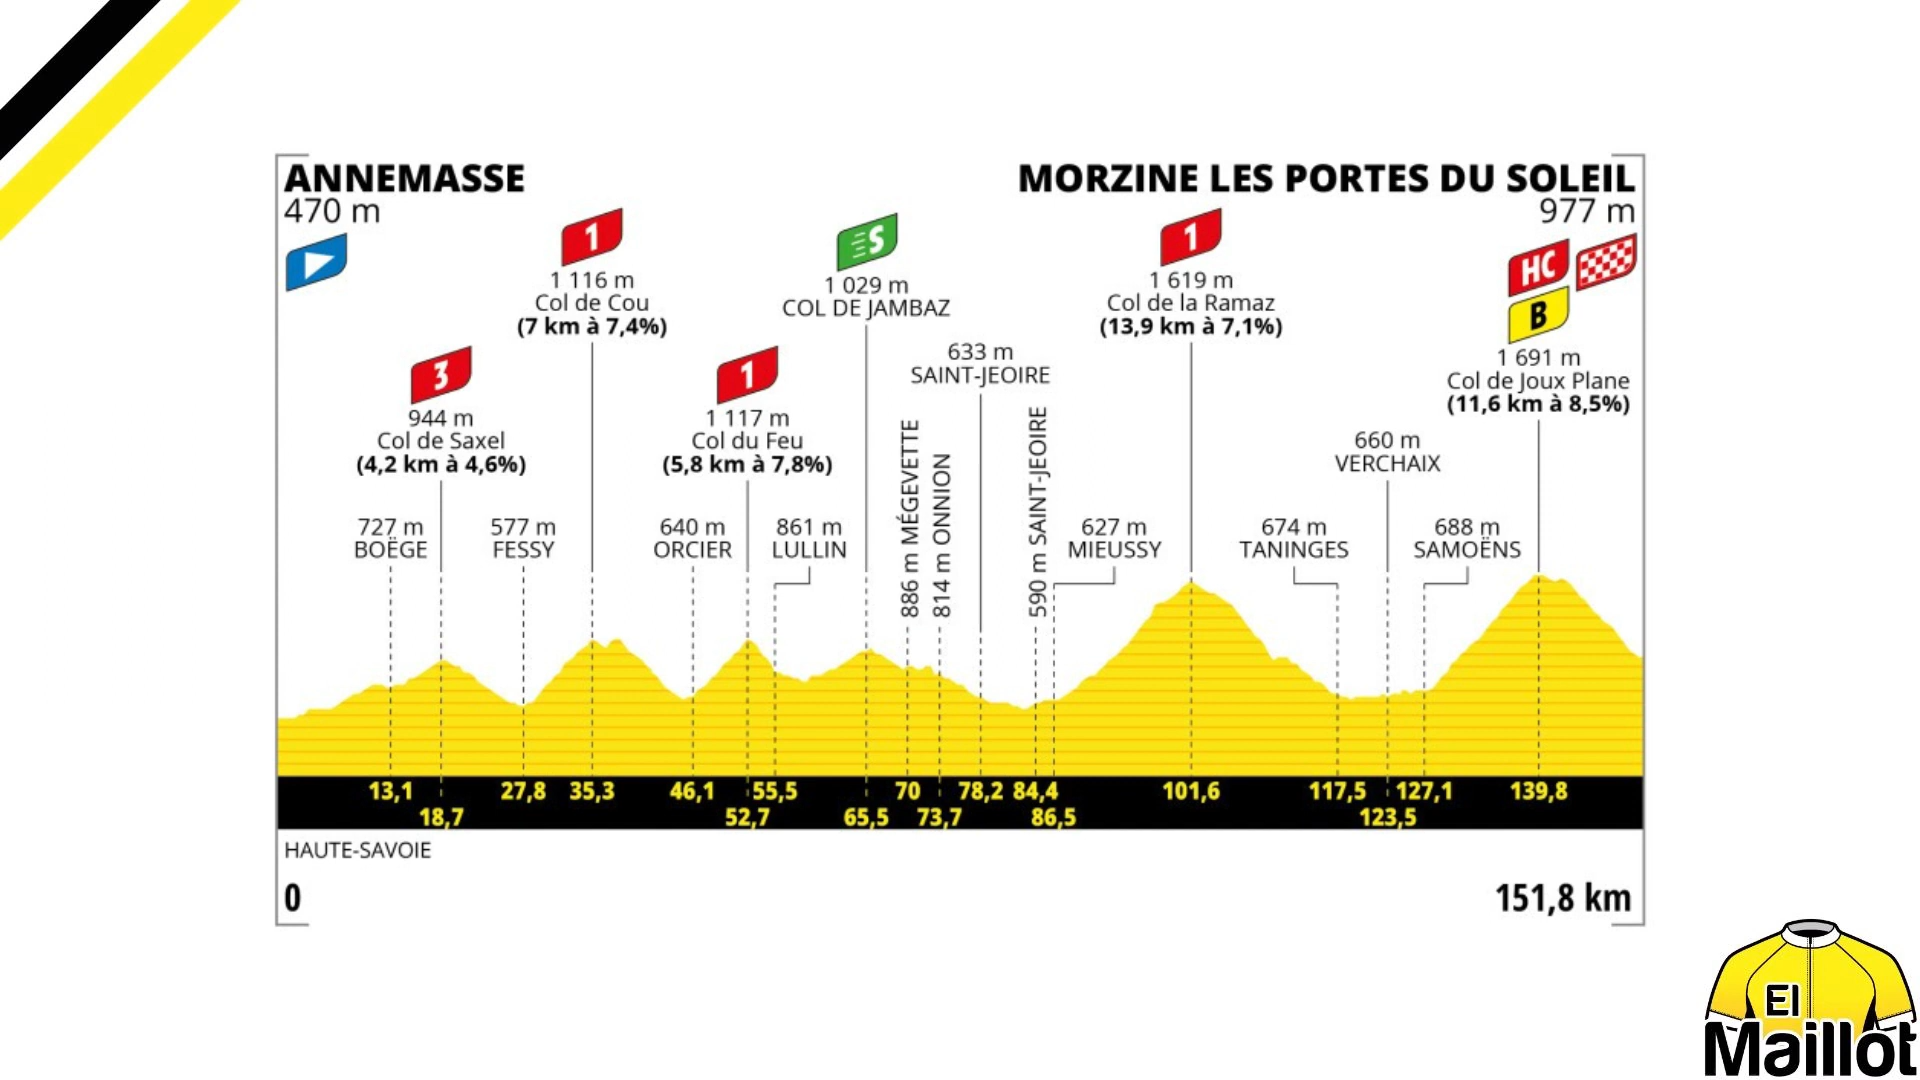 ANNEMASSE
470 m
MORZINE LES PORTES DU SOLEIL
977 m
1
1 116 m
Col de Cou
(7 km à 7,4%)
S
1 029 m
COL DE JAMBAZ
1
1 619 m
Col de la Ramaz
(13,9 km à 7,1%)
HC
B
1 691 m
Col de Joux Plane
(11,6 km à 8,5%)
3
944 m
Col de Saxel
(4,2 km à 4,6%)
1
1 117 m
Col du Feu
(5,8 km à 7,8%)
633 m
SAINT-JEOIRE
660 m
VERCHAIX
727 m
BOËGE
577 m
FESSY
640 m
ORCIER
861 m
LULLIN
886 m MÉGEVETTE
814 m ONNION
590 m SAINT-JEOIRE
627 m
MIEUSSY
674 m
TANINGES
688 m
SAMOËNS
13,1
18,7
27,8
35,3
46,1
52,7
55,5
65,5
70
73,7
78,2
84,4
86,5
101,6
117,5
123,5
127,1
139,8
HAUTE-SAVOIE
0
151,8 km
El
Maillot